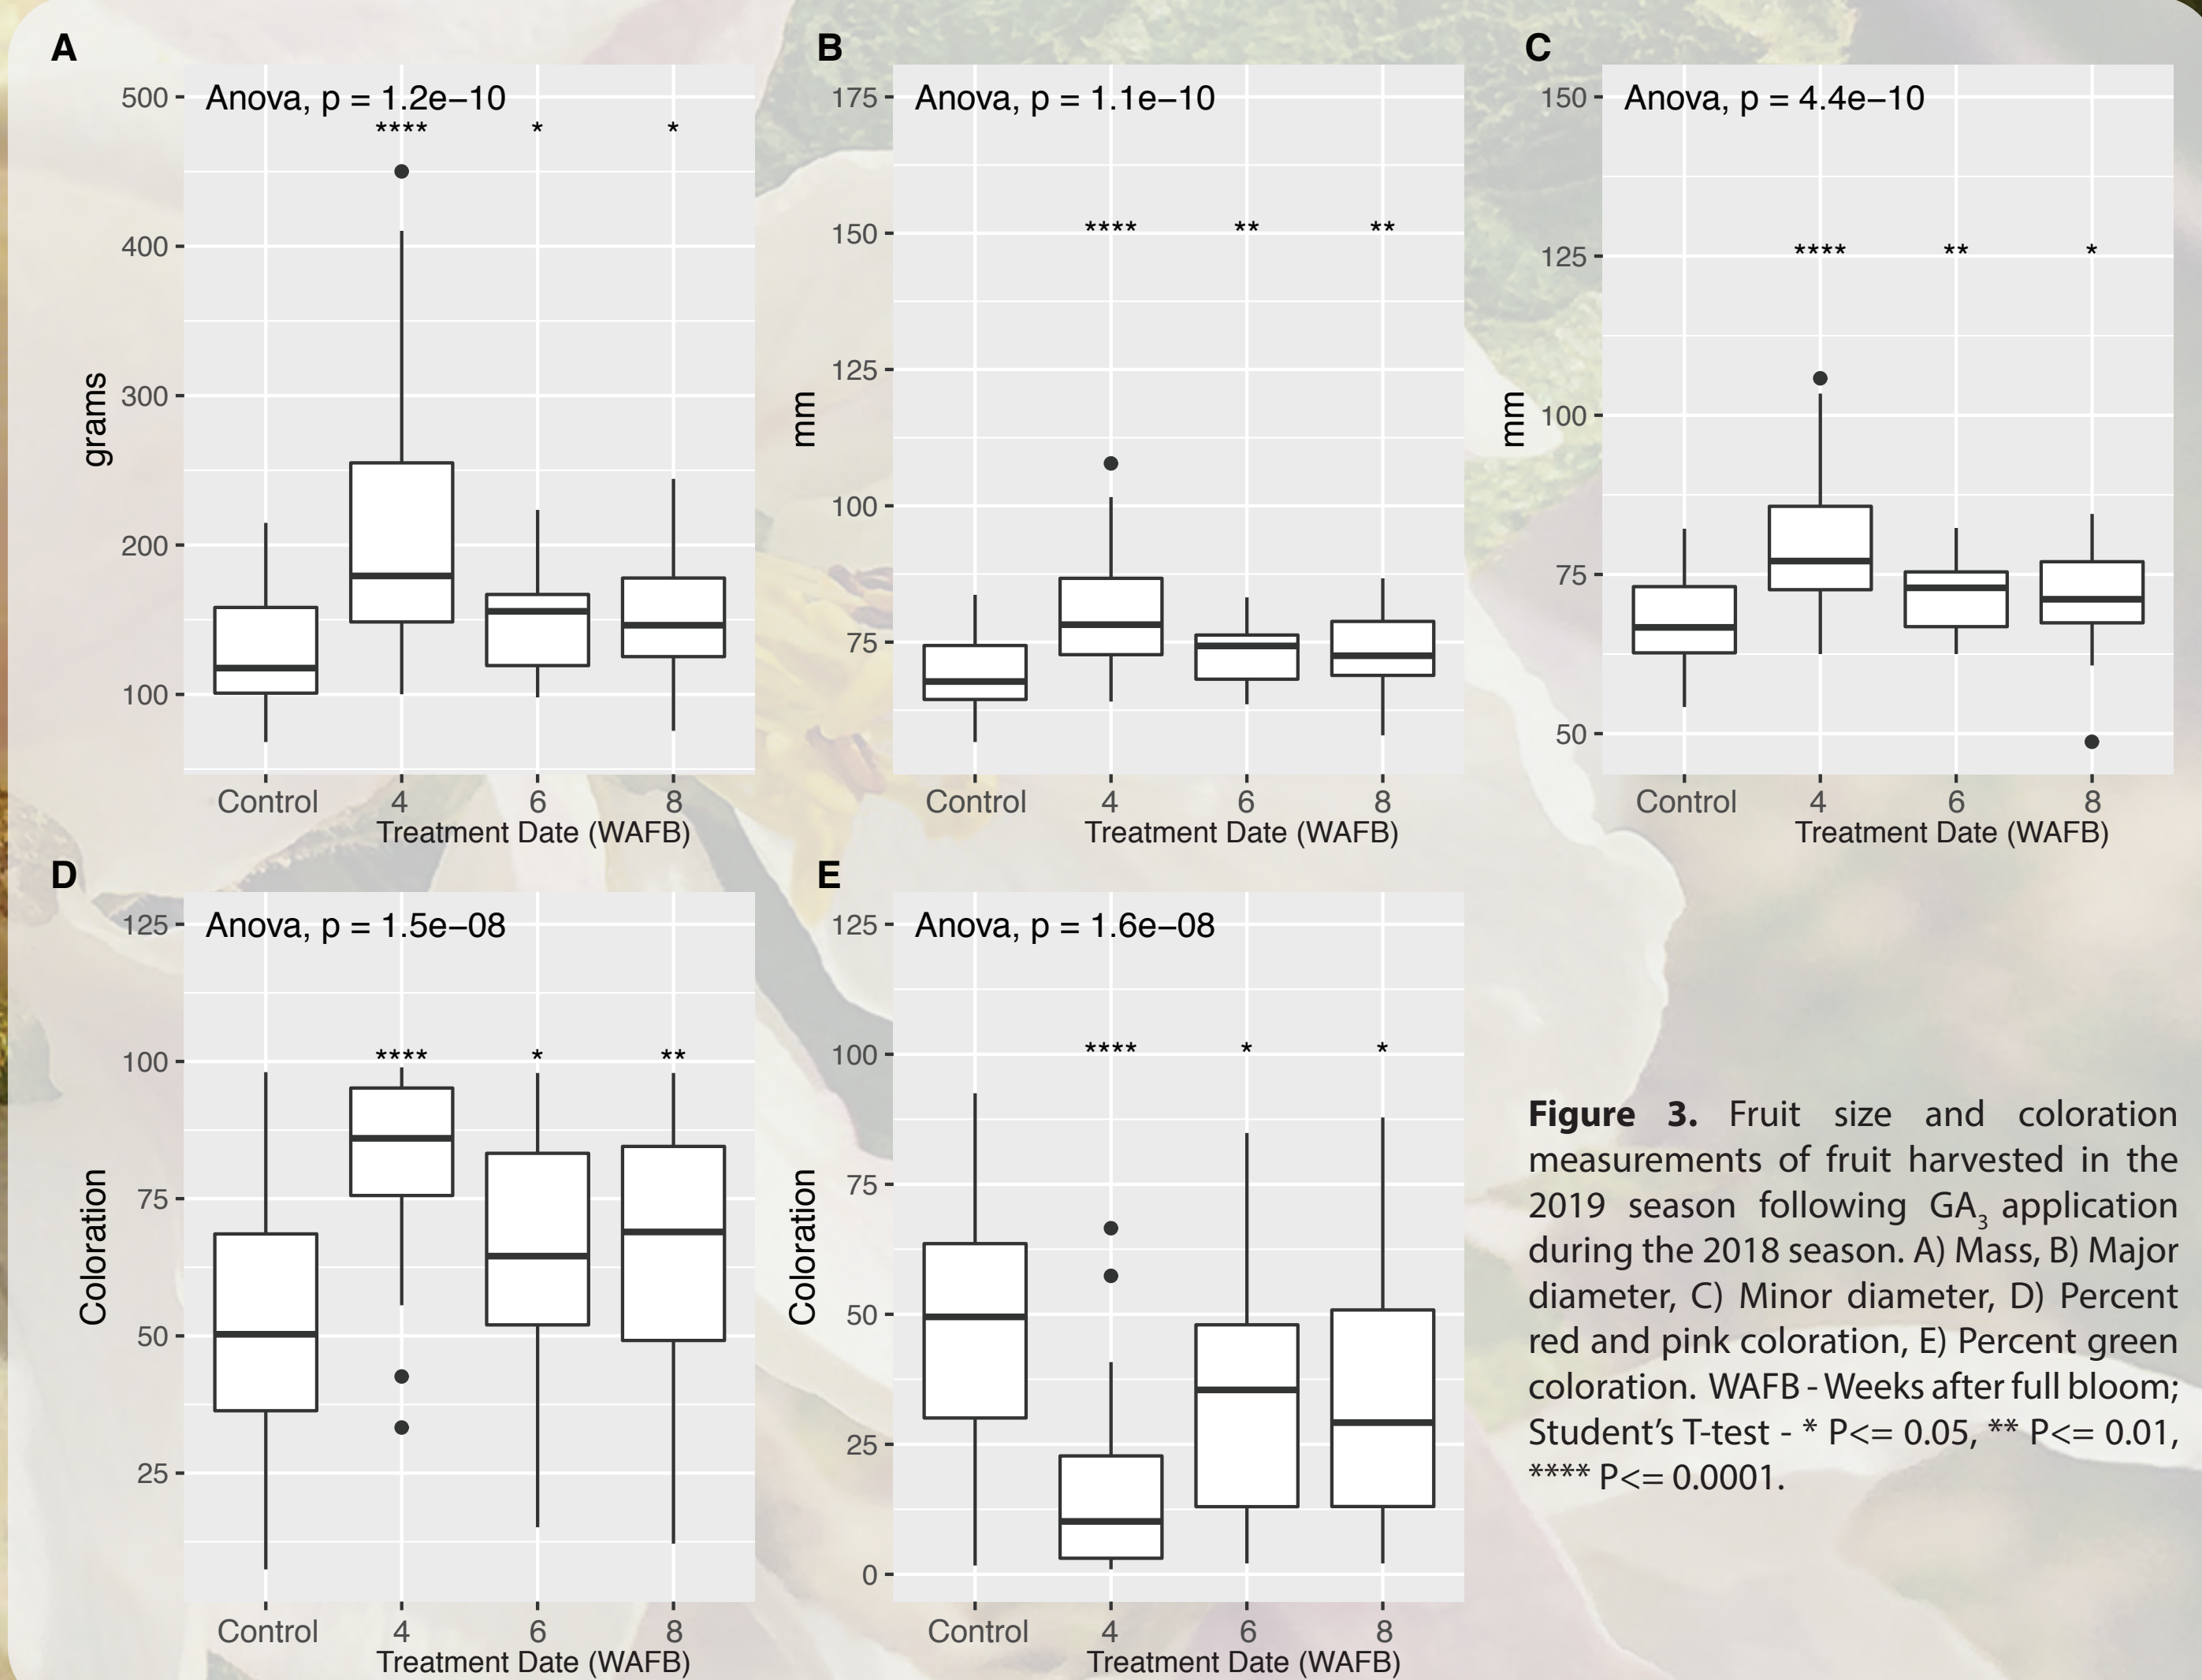 A
Anova, p = 1.2e−10
**** * *
500
400
300
200
100
grams
Control 4 6 8
Treatment Date (WAFB)
B
Anova, p = 1.1e−10
**** ** **
175
150
125
100
75
mm
Control 4 6 8
Treatment Date (WAFB)
C
Anova, p = 4.4e−10
**** ** *
150
125
100
75
50
mm
Control 4 6 8
Treatment Date (WAFB)
D
Anova, p = 1.5e−08
**** * **
125
100
75
50
25
Coloration
Control 4 6 8
Treatment Date (WAFB)
E
Anova, p = 1.6e−08
**** * *
125
100
75
50
25
0
Coloration
Control 4 6 8
Treatment Date (WAFB)
Figure 3. Fruit size and coloration
measurements of fruit harvested in the
2019 season following GA₃ application
during the 2018 season. A) Mass, B) Major
diameter, C) Minor diameter, D) Percent
red and pink coloration, E) Percent green
coloration. WAFB - Weeks after full bloom;
Student’s T-test - * P<= 0.05, ** P<= 0.01,
**** P<= 0.0001.